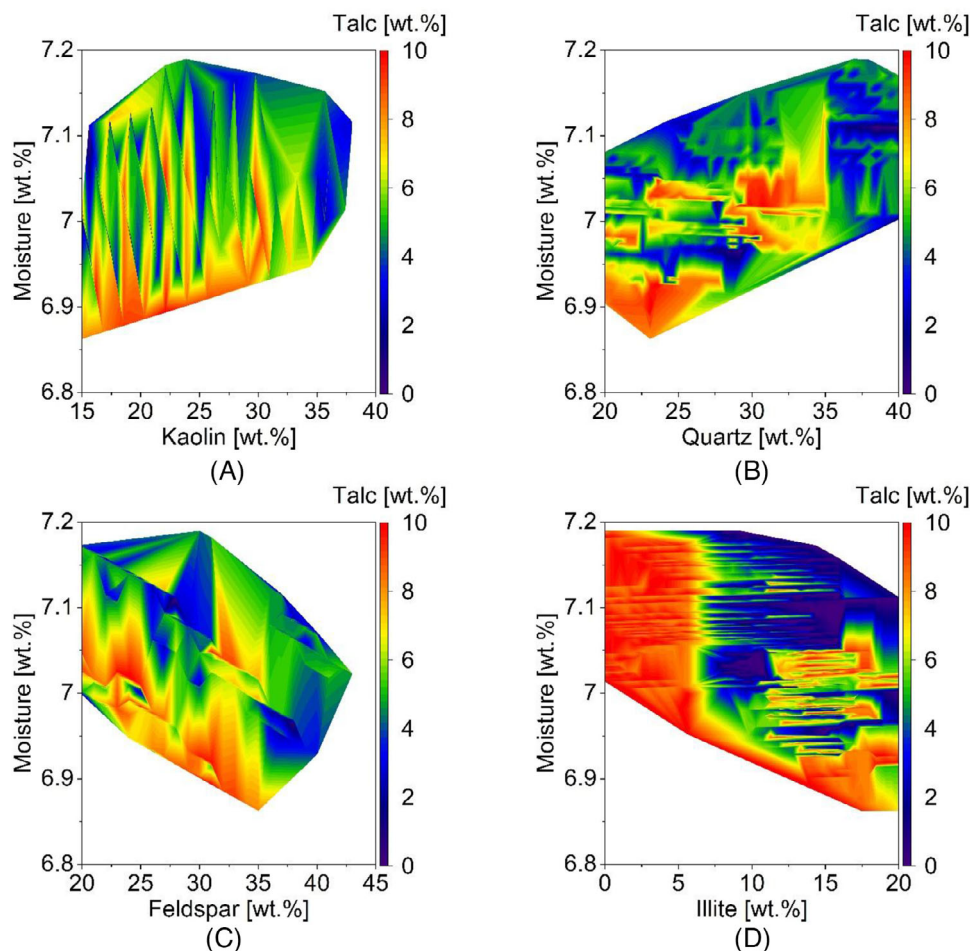 Talc [wt.%]
7.2
7.1
7
6.9
6.8
Moisture [wt.%]
15 20 25 30 35 40
Kaolin [wt.%]
10
8
6
4
2
0
(A)
Talc [wt.%]
7.2
7.1
7
6.9
6.8
Moisture [wt.%]
20 25 30 35 40
Quartz [wt.%]
10
8
6
4
2
0
(B)
Talc [wt.%]
7.2
7.1
7
6.9
6.8
Moisture [wt.%]
20 25 30 35 40 45
Feldspar [wt.%]
10
8
6
4
2
0
(C)
Talc [wt.%]
7.2
7.1
7
6.9
6.8
Moisture [wt.%]
0 5 10 15 20
Illite [wt.%]
10
8
6
4
2
0
(D)